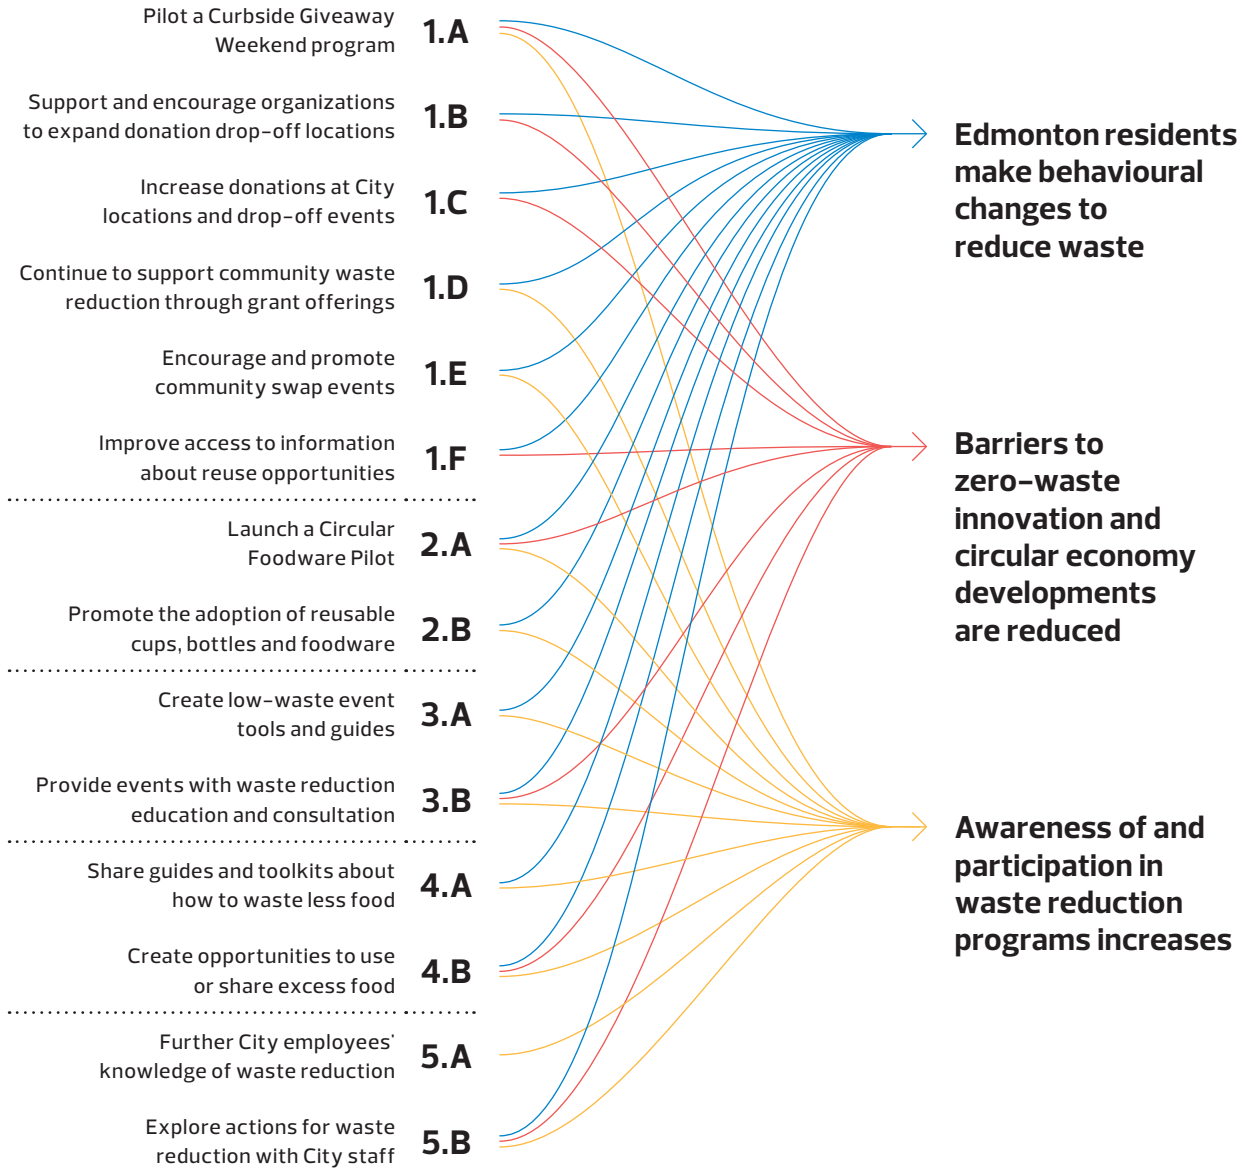 Pilot a Curbside Giveaway
Weekend program
1.A
Support and encourage organizations
to expand donation drop-off locations
1.B
Increase donations at City
locations and drop-off events
1.C
Continue to support community waste
reduction through grant offerings
1.D
Encourage and promote
community swap events
1.E
Improve access to information
about reuse opportunities
1.F
Launch a Circular
Foodware Pilot
2.A
Promote the adoption of reusable
cups, bottles and foodware
2.B
Create low-waste event
tools and guides
3.A
Provide events with waste reduction
education and consultation
3.B
Share guides and toolkits about
how to waste less food
4.A
Create opportunities to use
or share excess food
4.B
Further City employees'
knowledge of waste reduction
5.A
Explore actions for waste
reduction with City staff
5.B
Edmonton residents
make behavioural
changes to
reduce waste
Barriers to
zero-waste
innovation and
circular economy
developments
are reduced
Awareness of and
participation in
waste reduction
programs increases